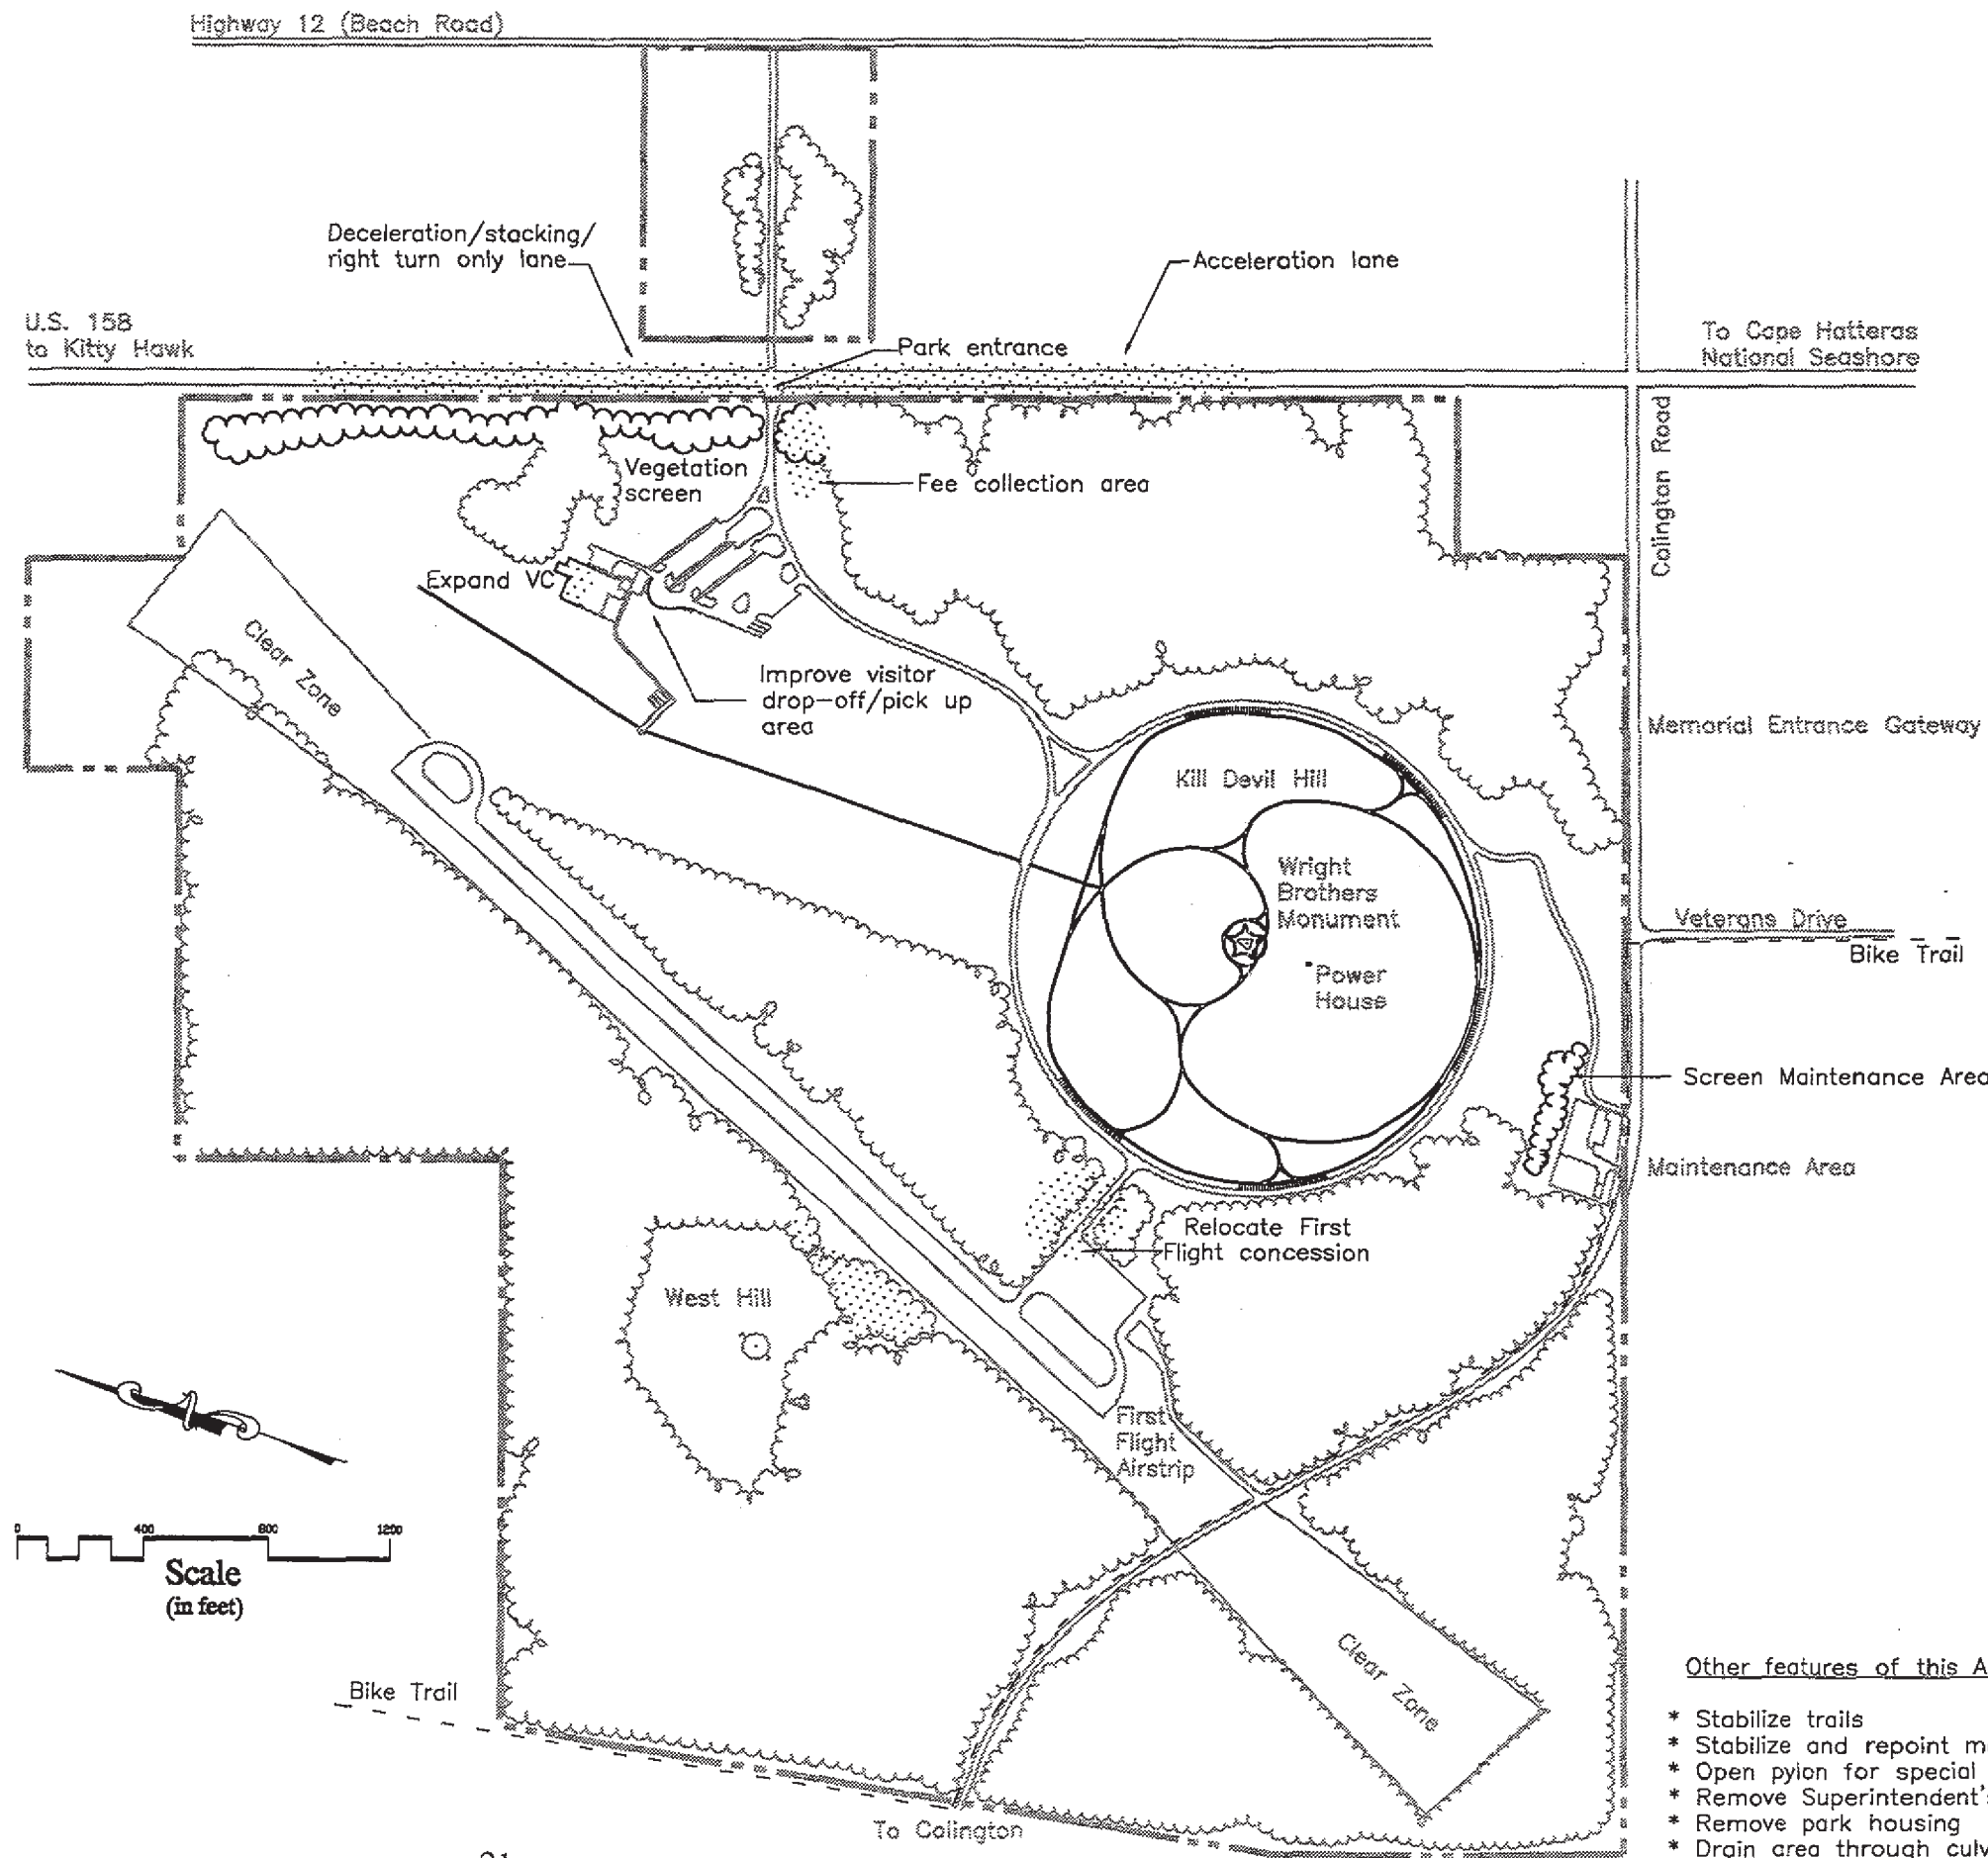 Highway 12 (Beach Road)
Deceleration/stacking/
right turn only lane
Acceleration lane
U.S. 158
to Kitty Hawk
Park entrance
To Cape Hatteras
National Seashore
Colington Road
Vegetation
screen
Fee collection area
Expand VC
Clear Zone
Improve visitor
drop-off/pick up
area
Memorial Entrance Gateway
Kill Devil Hill
Wright
Brothers
Monument
Veterans Drive
Bike Trail
Power
House
Screen Maintenance Area
Maintenance Area
Relocate First
Flight concession
West Hill
First
Flight
Airstrip
0 400 800 1200
Scale
(in feet)
Clear Zone
Bike Trail
To Colington
Other features of this A
* Stabilize trails
* Stabilize and repoint m
* Open pylon for special
* Remove Superintendent's
* Remove park housing
* Drain area through culv